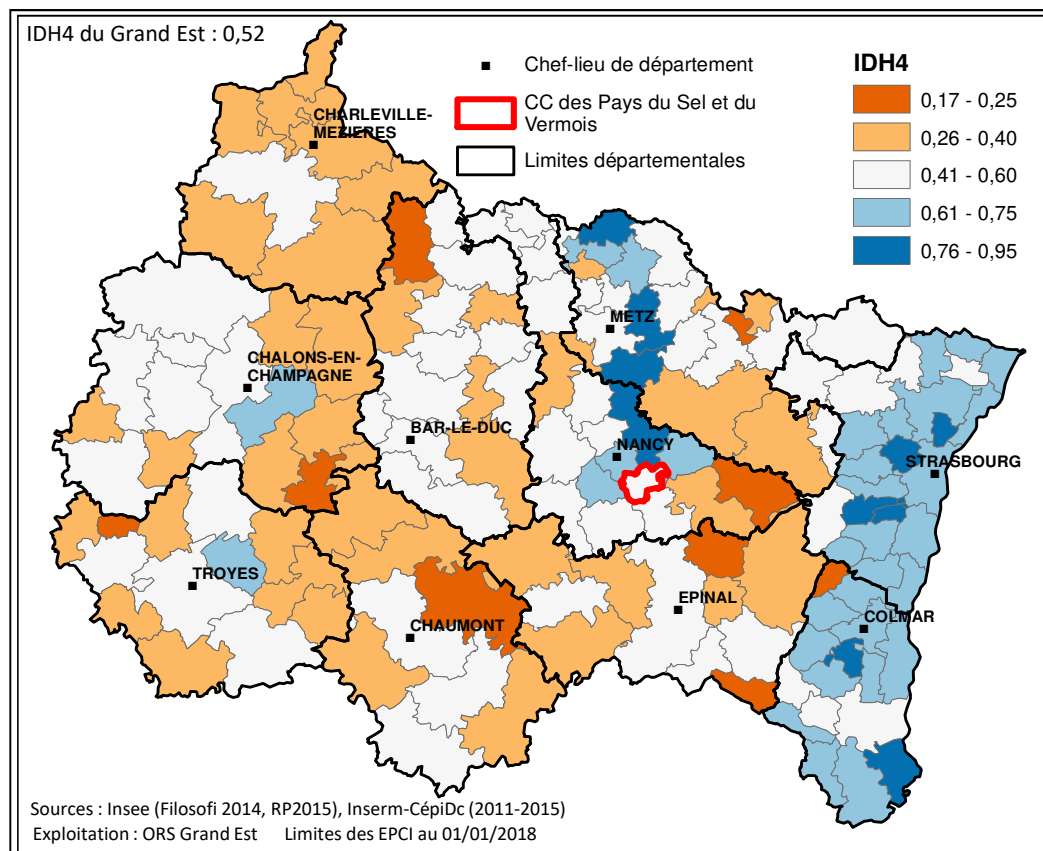 IDH4 du Grand Est : 0,52
Chef-lieu de département
CC des Pays du Sel et du
Vermois
Limites départementales
IDH4
0,17 - 0,25
0,26 - 0,40
0,41 - 0,60
0,61 - 0,75
0,76 - 0,95
CHARLEVILLE-
MEZIERES
METZ
CHALONS-EN-
CHAMPAGNE
BAR-LE-DUC
NANCY
STRASBOURG
TROYES
CHAUMONT
EPINAL
COLMAR
Sources : Insee (Filosofi 2014, RP2015), Inserm-CépiDc (2011-2015)
Exploitation : ORS Grand Est Limites des EPCI au 01/01/2018